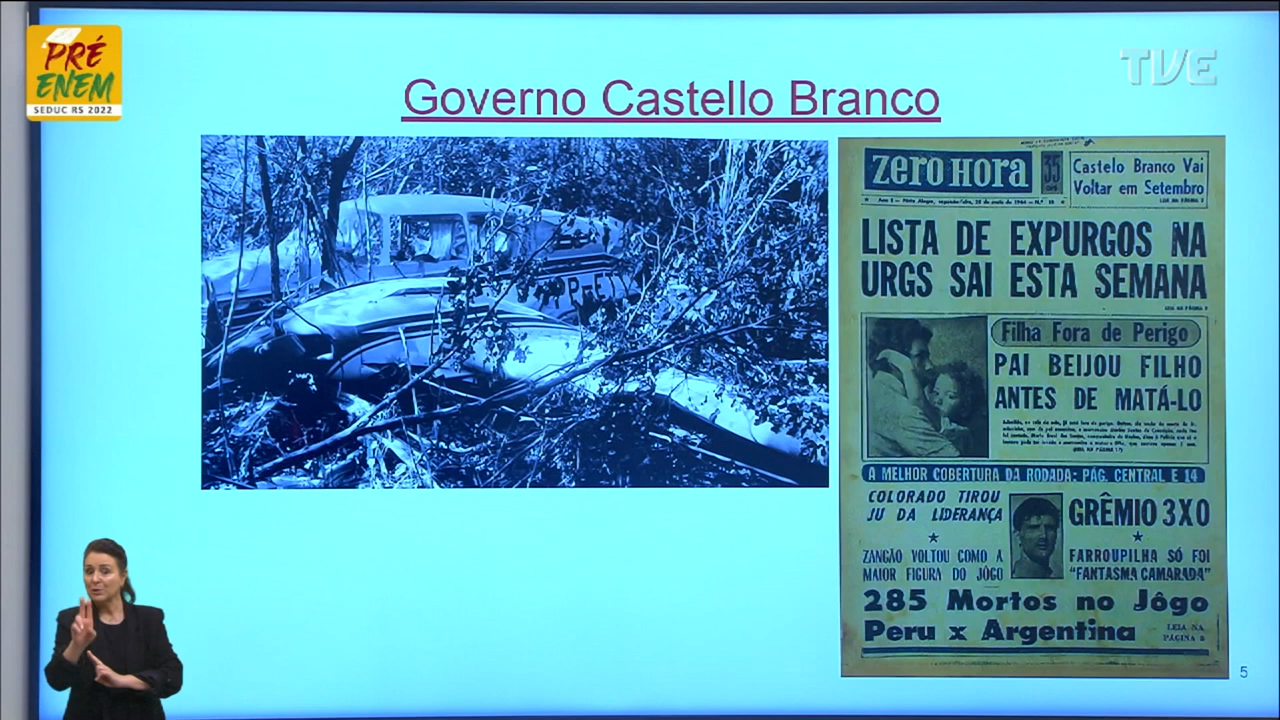 PRÉ
ENEM
SEDUC RS 2022
TVE
Governo Castello Branco
ZERO HORA
35
Castelo Branco Vai
Voltar em Setembro
LISTA DE EXPURGOS NA
URGS SAI ESTA SEMANA
Filha Fora de Perigo
PAI BEIJOU FILHO
ANTES DE MATÁ-LO
A MELHOR COBERTURA DA RODADA: PÁG. CENTRAL E 14
COLORADO TIROU
JU DA LIDERANÇA
ZANGÃO VOLTOU COMO A
MAIOR FIGURA DO JÔGO
GRÊMIO 3X0
FARROUPILHA SÓ FOI
"FANTASMA CAMARADA"
285 Mortos no Jôgo
Peru x Argentina
LEIA NA
PÁGINA 8
5